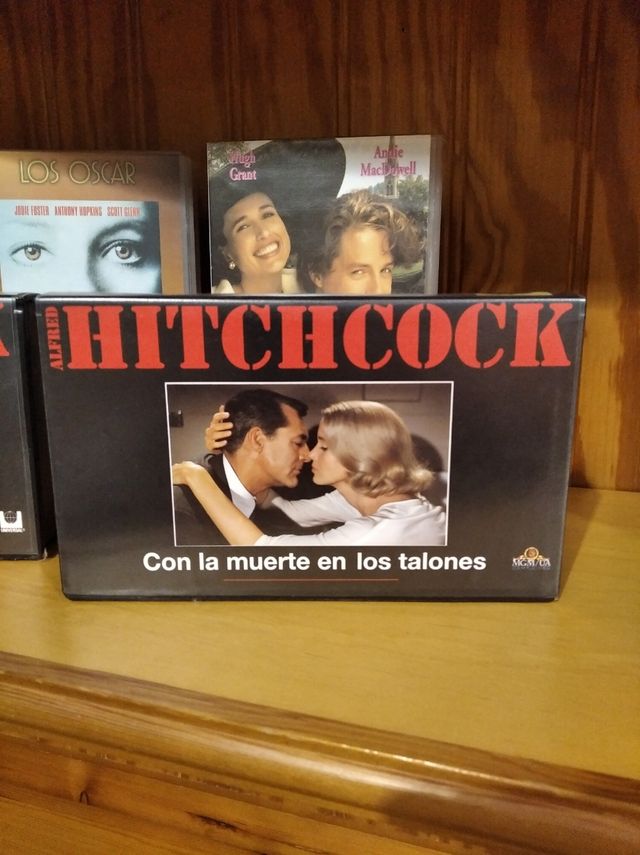 LOS OSCAR
JODIE FOSTER ANTHONY HOPKINS SCOTT GLENN
Hugh
Grant
Andie
MacDowell
ALFRED
HITCHCOCK
Con la muerte en los talones
MGM/UA
UNIVERSAL